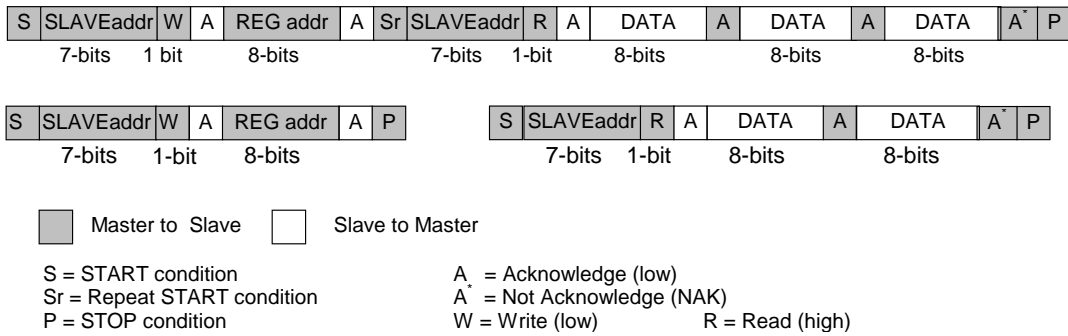 S SLAVEaddr W A REG addr A Sr SLAVEaddr R A DATA A DATA A DATA A* P
7-bits 1 bit 8-bits 7-bits 1-bit 8-bits 8-bits 8-bits
S SLAVEaddr W A REG addr A P S SLAVEaddr R A DATA A DATA A* P
7-bits 1-bit 8-bits 7-bits 1-bit 8-bits 8-bits
Master to Slave Slave to Master
S = START condition A = Acknowledge (low)
Sr = Repeat START condition A* = Not Acknowledge (NAK)
P = STOP condition W = Write (low) R = Read (high)